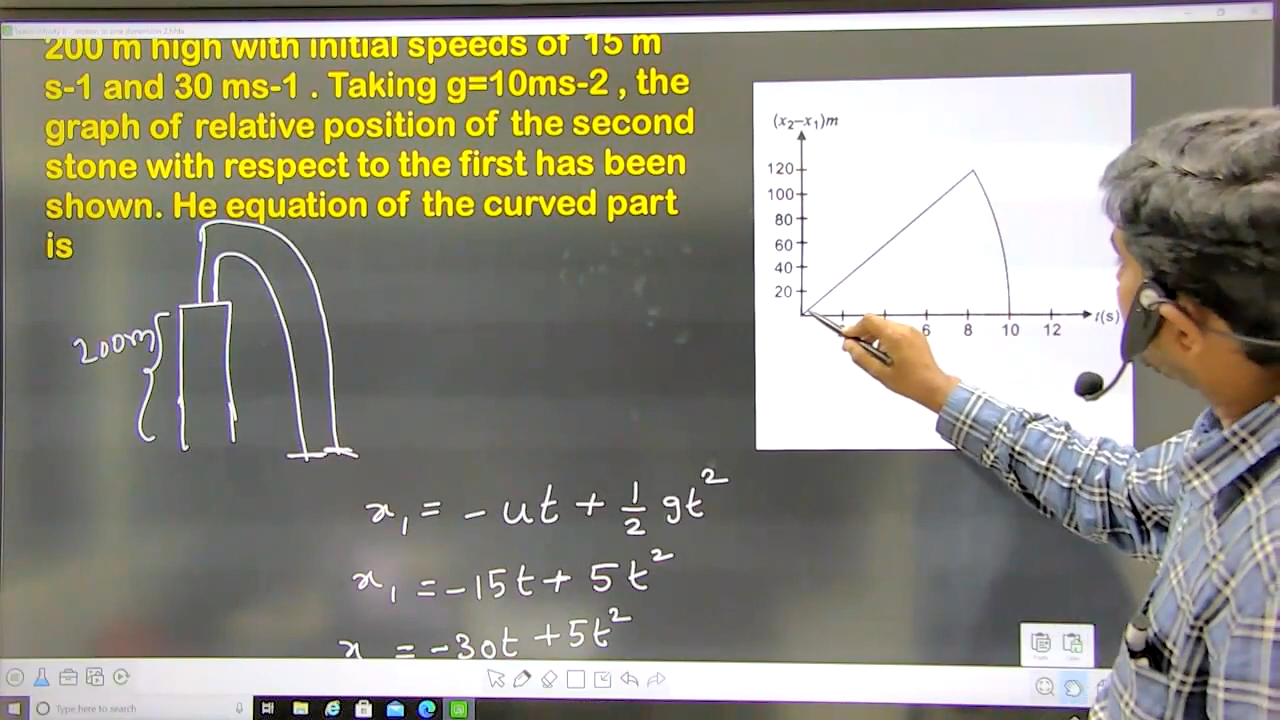 200 m high with initial speeds of 15 m
s-1 and 30 ms-1 . Taking g=10ms-2 , the
graph of relative position of the second
stone with respect to the first has been
shown. He equation of the curved part
is
200m
x₁ = - ut + 1/2 gt²
x₁ = -15t + 5t²
x = -30t + 5t²
(x₂–x₁)m
120
100
80
60
40
20
6 8 10 12 t(s)
Type here to search